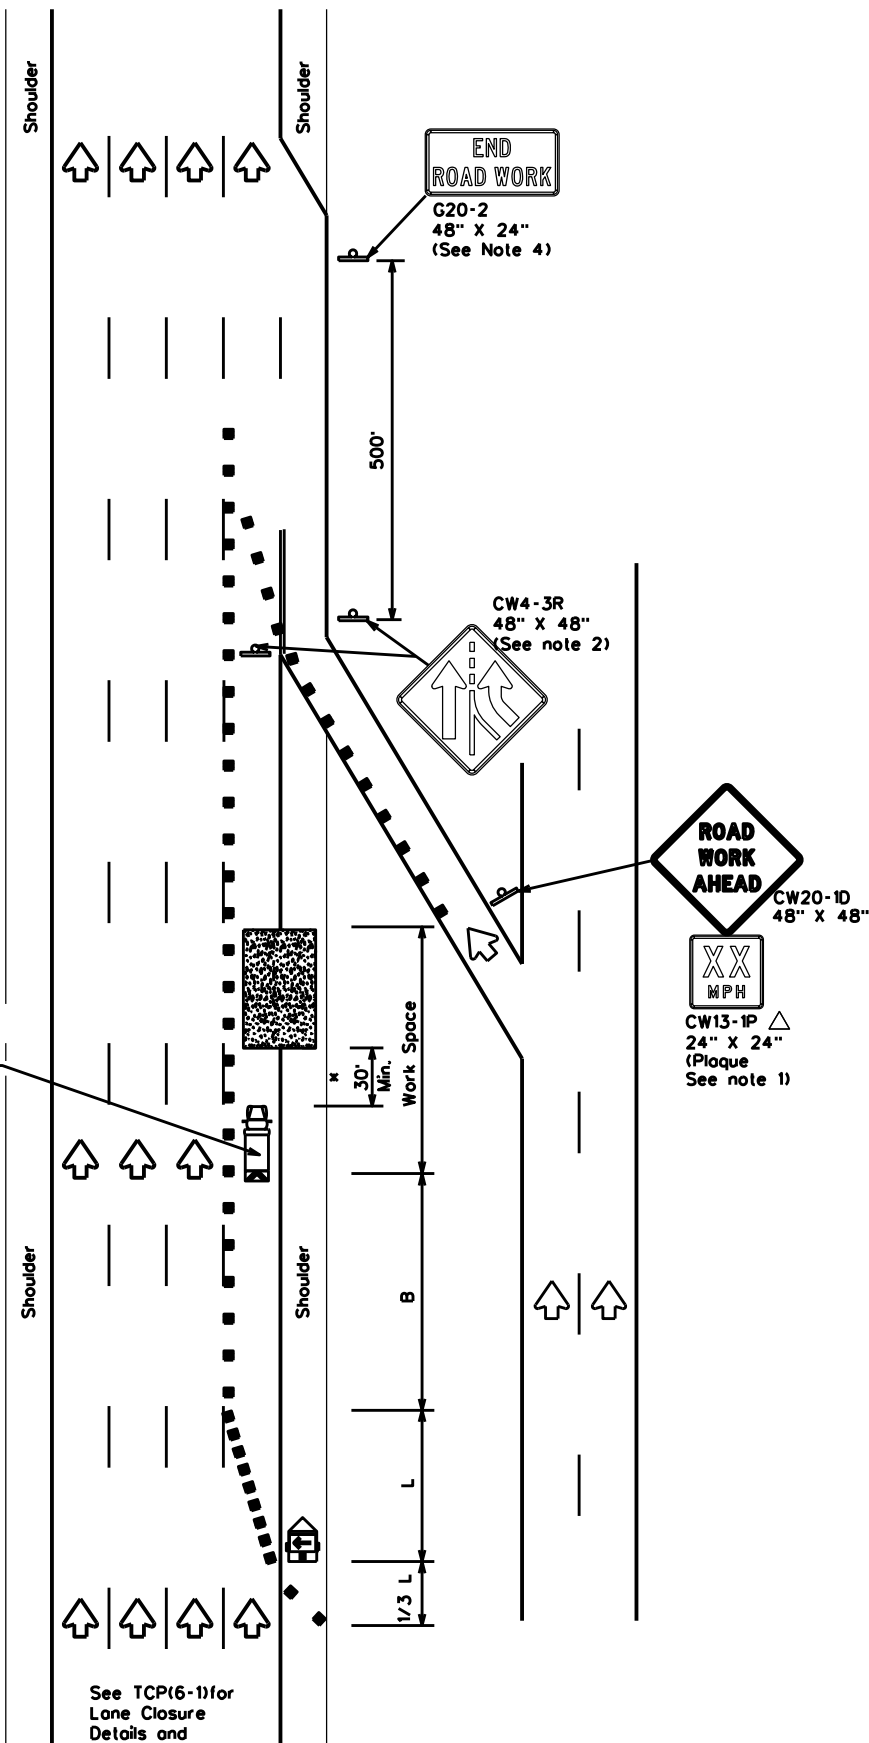 Shoulder
Shoulder
END
ROAD WORK
G20-2
48" X 24"
(See Note 4)
500'
CW4-3R
48" X 48"
(See note 2)
ROAD
WORK
AHEAD
CW20-1D
48" X 48"
XX
MPH
CW13-1P △
24" X 24"
(Plaque
See note 1)
Work Space
*
30'
Min.
Shoulder
Shoulder
B
L
1/3 L
See TCP(6-1)for
Lane Closure
Details and